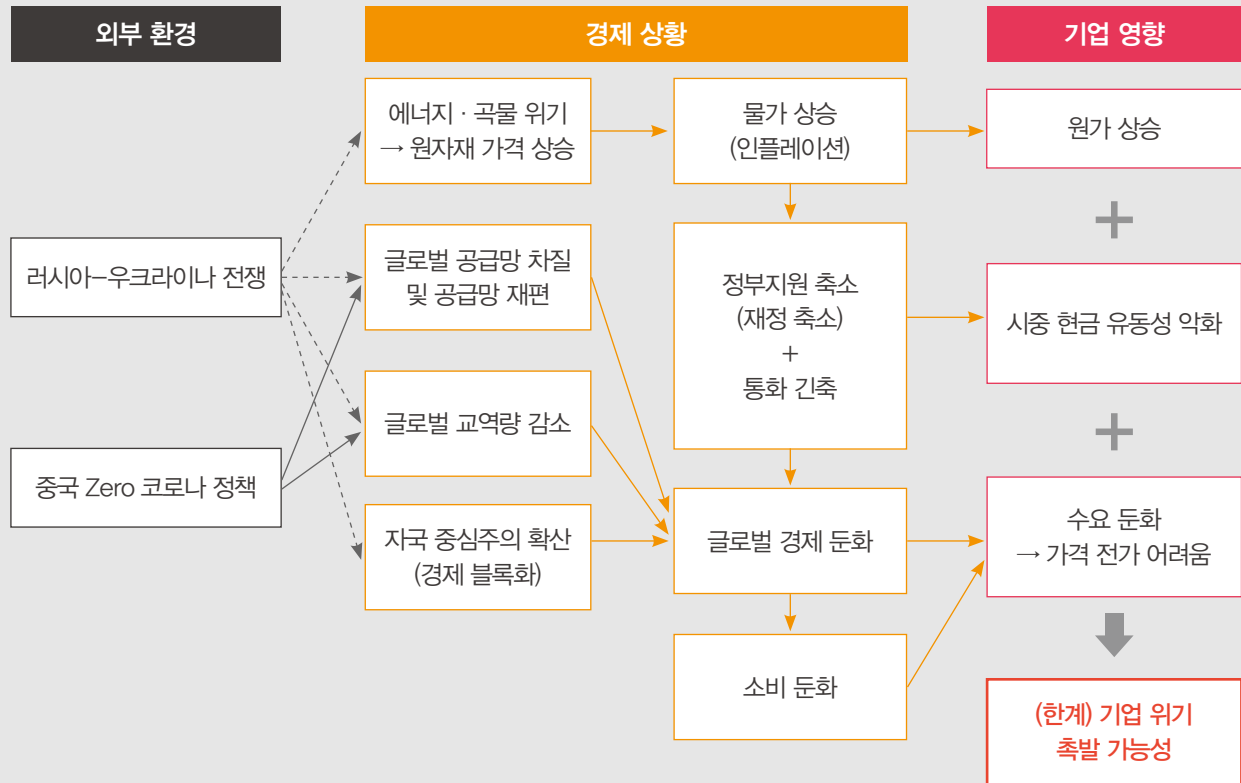 외부 환경
경제 상황
기업 영향
러시아–우크라이나 전쟁
중국 Zero 코로나 정책
에너지 · 곡물 위기
→ 원자재 가격 상승
글로벌 공급망 차질
및 공급망 재편
글로벌 교역량 감소
자국 중심주의 확산
(경제 블록화)
물가 상승
(인플레이션)
정부지원 축소
(재정 축소)
+
통화 긴축
글로벌 경제 둔화
소비 둔화
원가 상승
+
시중 현금 유동성 악화
+
수요 둔화
→ 가격 전가 어려움
(한계) 기업 위기
촉발 가능성